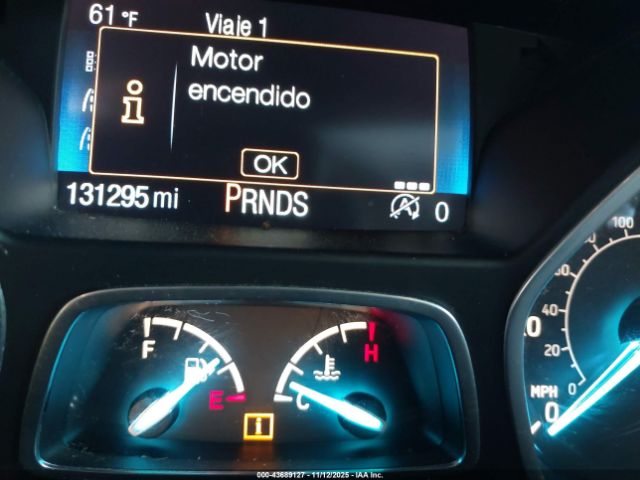 61 °F Viaje 1
Motor
encendido
i
OK
131295 mi PRNDS A 0
F H
E C
i
100
80
40
20
0
0
MPH
0
000-43689127 - 11/12/2025 - IAA Inc.